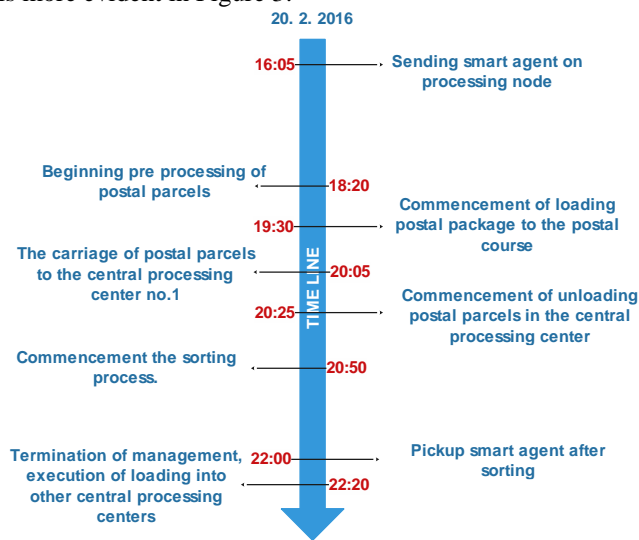 is more evident in Figure 3.
20. 2. 2016
16:05
Sending smart agent on
processing node
Beginning pre processing of
postal parcels
18:20
19:30
Commencement of loading
postal package to the postal
course
The carriage of postal parcels
to the central processing
center no.1
20:05
TIME LINE
20:25
Commencement of unloading
postal parcels in the central
processing center
Commencement the sorting
process.
20:50
22:00
Pickup smart agent after
sorting
Termination of management,
execution of loading into
other central processing
centers
22:20